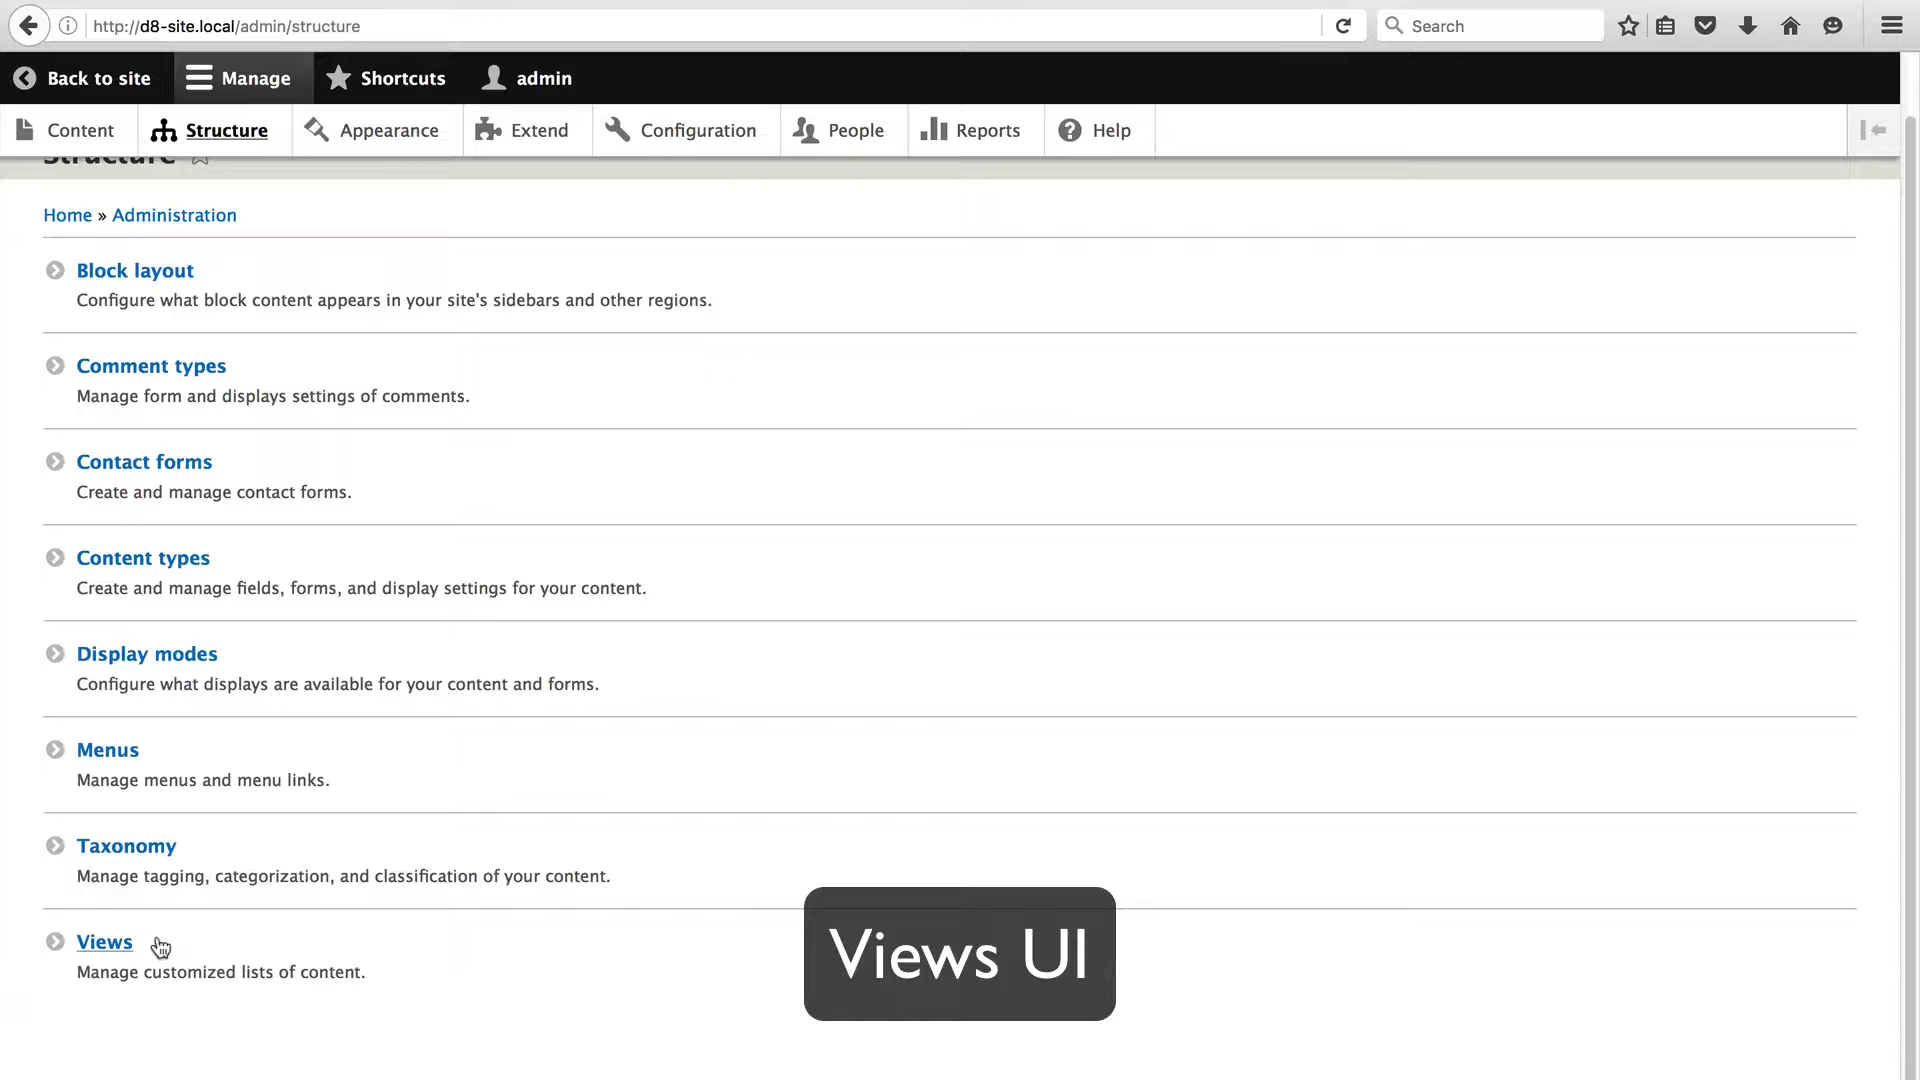 http://d8-site.local/admin/structure
Search
Back to site
Manage
Shortcuts
admin
Content
Structure
Appearance
Extend
Configuration
People
Reports
Help
Structure
Home » Administration
Block layout
Configure what block content appears in your site's sidebars and other regions.
Comment types
Manage form and displays settings of comments.
Contact forms
Create and manage contact forms.
Content types
Create and manage fields, forms, and display settings for your content.
Display modes
Configure what displays are available for your content and forms.
Menus
Manage menus and menu links.
Taxonomy
Manage tagging, categorization, and classification of your content.
Views
Manage customized lists of content.
Views UI